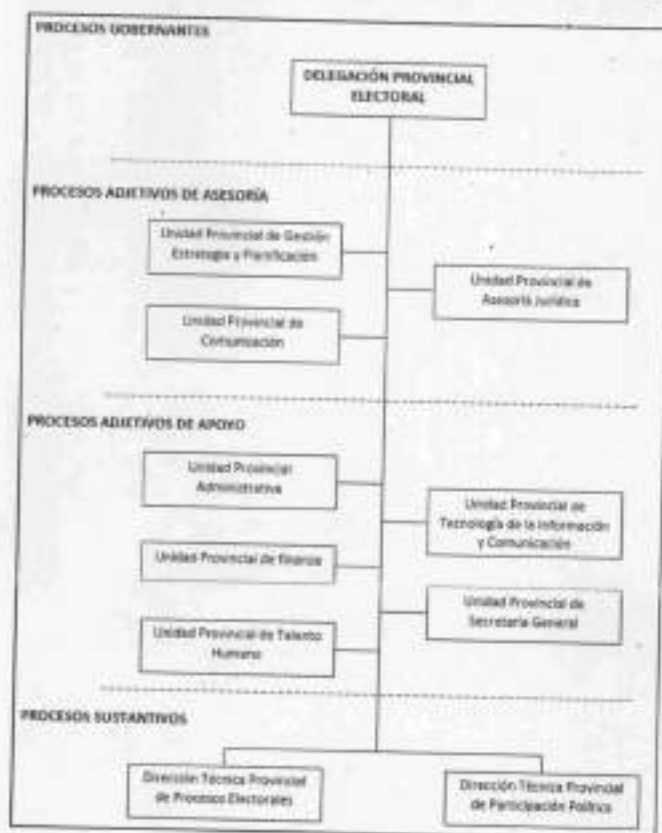 PROCESOS GOBERNANTES
DELEGACIÓN PROVINCIAL
ELECTORAL
PROCESOS ADJETIVOS DE ASESORÍA
Unidad Provincial de Gestión
Estratégia y Planificación
Unidad Provincial de
Asesoría Jurídica
Unidad Provincial de
Comunicación
PROCESOS ADJETIVOS DE APOYO
Unidad Provincial
Administrativa
Unidad Provincial de
Tecnología de la Información
y Comunicación
Unidad Provincial de finanza
Unidad Provincial de
Secretaría General
Unidad Provincial de Talento
Humano
PROCESOS SUSTANTIVOS
Dirección Técnica Provincial
de Procesos Electorales
Dirección Técnica Provincial
de Participación Política